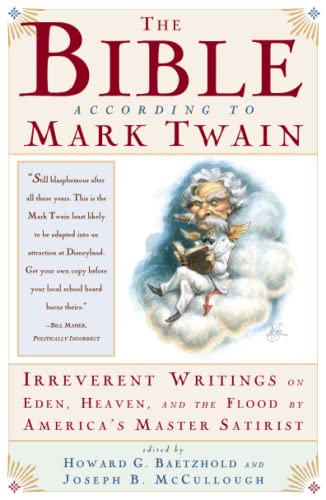 THE
BIBLE
ACCORDING TO
MARK TWAIN
"Still blasphemous after
all these years. This is the
Mark Twain least likely
to be adapted into an
attraction at Disneyland.
Get your own copy before
your local school board
burns theirs."
—BILL MAHER,
POLITICALLY INCORRECT
IRREVERENT WRITINGS ON
EDEN, HEAVEN, AND THE FLOOD BY
AMERICA'S MASTER SATIRIST
edited by
HOWARD G. BAETZHOLD AND
JOSEPH B. MCCULLOUGH